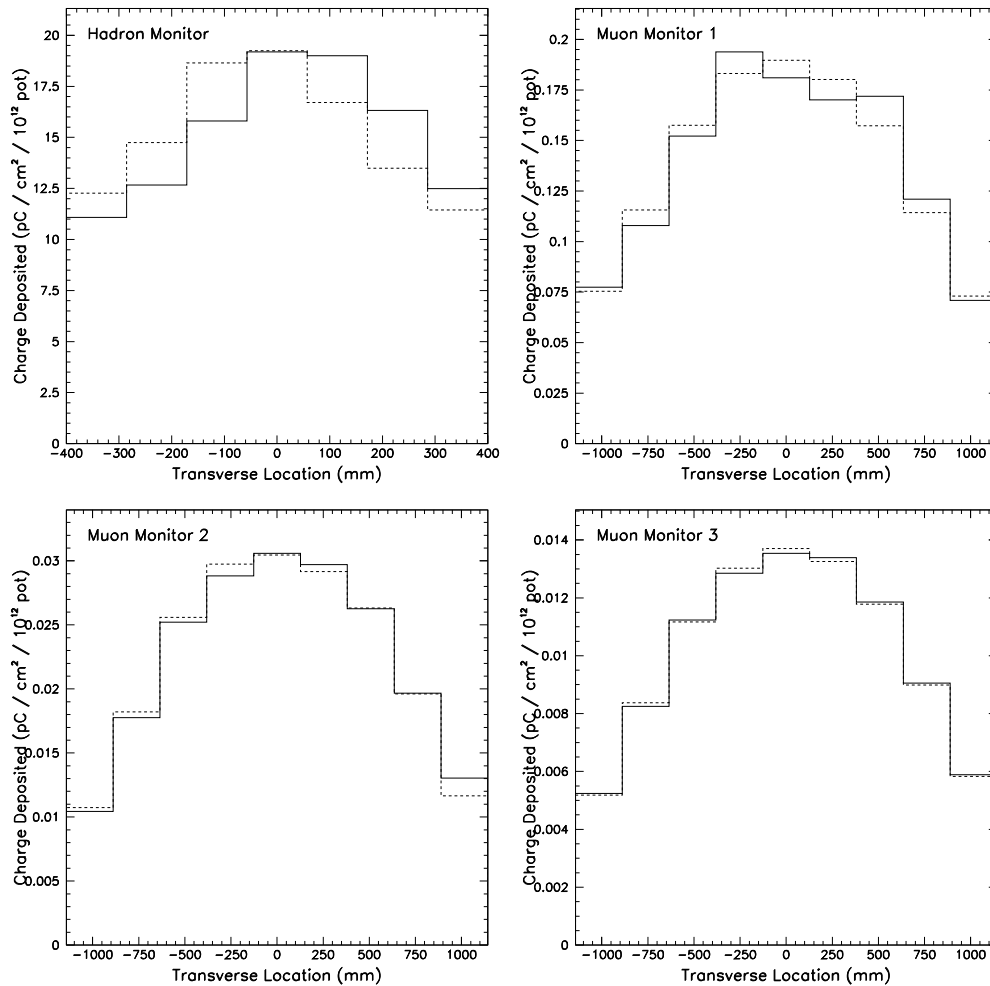 Hadron Monitor
Charge Deposited (pC / cm² / 10¹² pot)
20
17.5
15
12.5
10
7.5
5
2.5
0
−400 −300 −200 −100 0 100 200 300 400
Transverse Location (mm)
Muon Monitor 1
Charge Deposited (pC / cm² / 10¹² pot)
0.2
0.175
0.15
0.125
0.1
0.075
0.05
0.025
0
−1000 −750 −500 −250 0 250 500 750 1000
Transverse Location (mm)
Muon Monitor 2
Charge Deposited (pC / cm² / 10¹² pot)
0.03
0.025
0.02
0.015
0.01
0.005
0
−1000 −750 −500 −250 0 250 500 750 1000
Transverse Location (mm)
Muon Monitor 3
Charge Deposited (pC / cm² / 10¹² pot)
0.014
0.012
0.01
0.008
0.006
0.004
0.002
0
−1000 −750 −500 −250 0 250 500 750 1000
Transverse Location (mm)